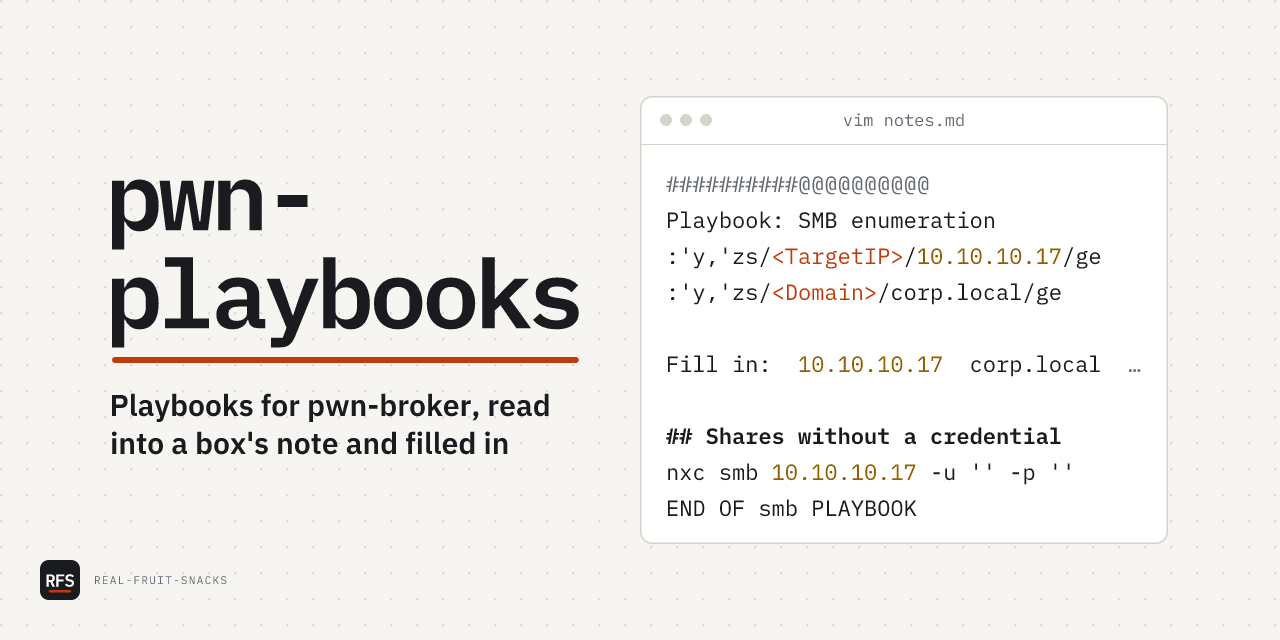 pwn-
playbooks
Playbooks for pwn-broker, read
into a box's note and filled in
RFS
REAL-FRUIT-SNACKS
vim notes.md
##########@@@@@@@@@@
Playbook: SMB enumeration
:'y,'zs/<TargetIP>/10.10.10.17/ge
:'y,'zs/<Domain>/corp.local/ge
Fill in:  10.10.10.17  corp.local  …
## Shares without a credential
nxc smb 10.10.10.17 -u '' -p ''
END OF smb PLAYBOOK